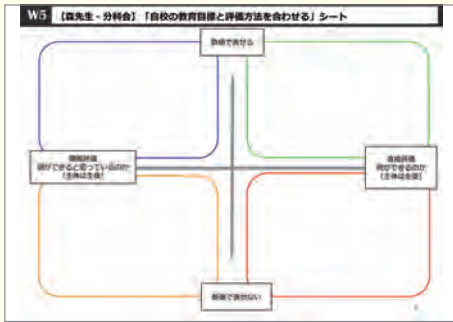 W5 【森先生・分科会】「自校の教育目標と評価方法を合わせる」シート
数値で表せる
間接評価
何ができると思っているのか
(主体は生徒)
直接評価
何ができるのか
(主体は生徒)
数値で表せない